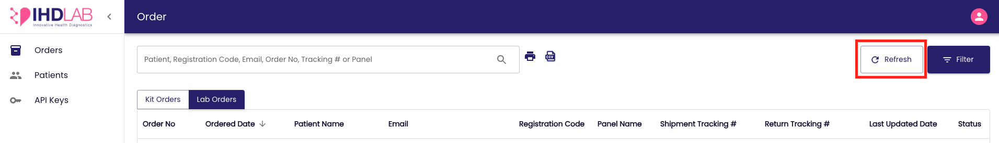 IHDLAB
Innovative Health Diagnostics
Order
Orders
Patients
API Keys
Patient, Registration Code, Email, Order No, Tracking # or Panel
CSV
Refresh
Filter
Kit Orders
Lab Orders
Order No
Ordered Date
Patient Name
Email
Registration Code
Panel Name
Shipment Tracking #
Return Tracking #
Last Updated Date
Status